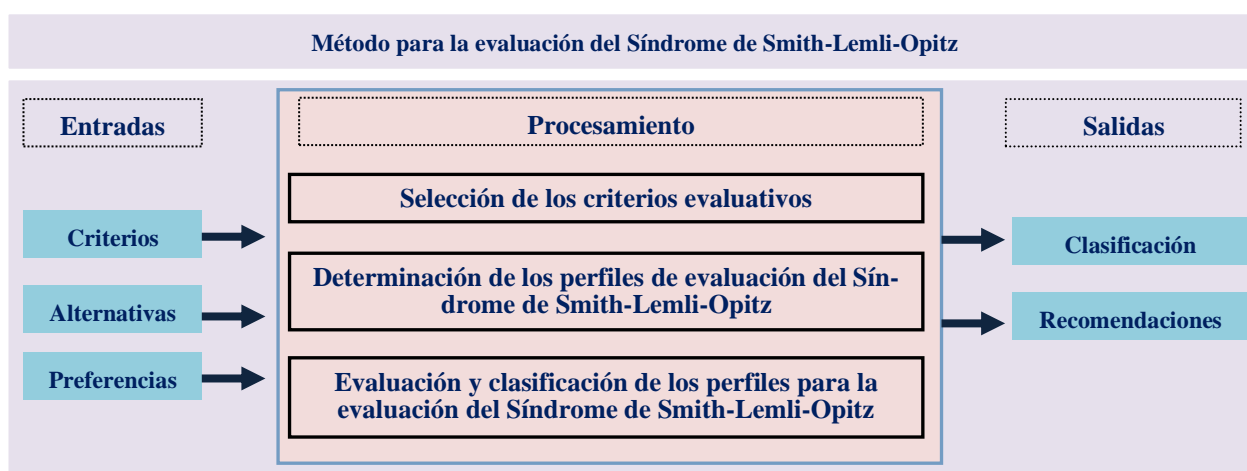 Método para la evaluación del Síndrome de Smith-Lemli-Opitz
Entradas
Criterios
Alternativas
Preferencias
Procesamiento
Selección de los criterios evaluativos
Determinación de los perfiles de evaluación del Sín-
drome de Smith-Lemli-Opitz
Evaluación y clasificación de los perfiles para la
evaluación del Síndrome de Smith-Lemli-Opitz
Salidas
Clasificación
Recomendaciones